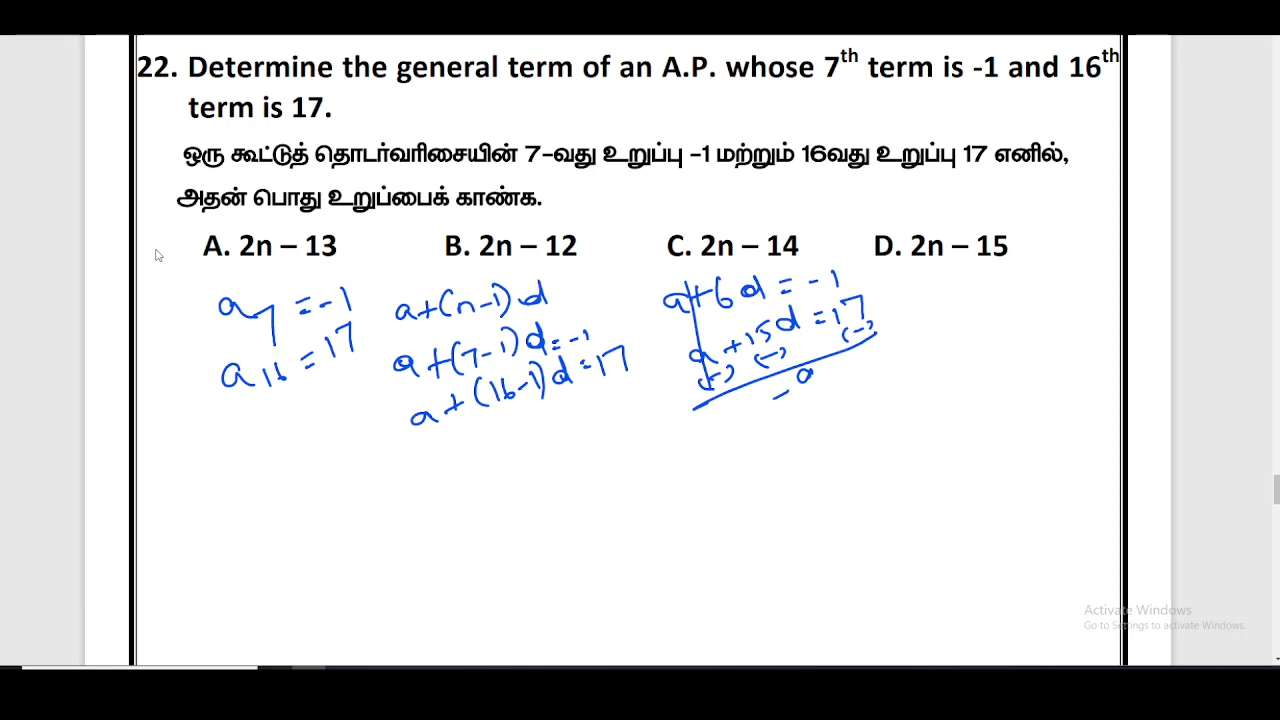 22. Determine the general term of an A.P. whose 7th term is -1 and 16th
term is 17.
ஒரு கூட்டுத் தொடர்வரிசையின் 7-வது உறுப்பு -1 மற்றும் 16வது உறுப்பு 17 எனில்,
அதன் பொது உறுப்பைக் காண்க.
A. 2n – 13 B. 2n – 12 C. 2n – 14 D. 2n – 15
a7 = -1
a16 = 17
a+(n-1)d
a+(7-1)d=-1
a+(16-1)d=17
a+6d = -1
a+15d=17
(-) (-) (-)
-9
Activate Windows
Go to Settings to activate Windows.